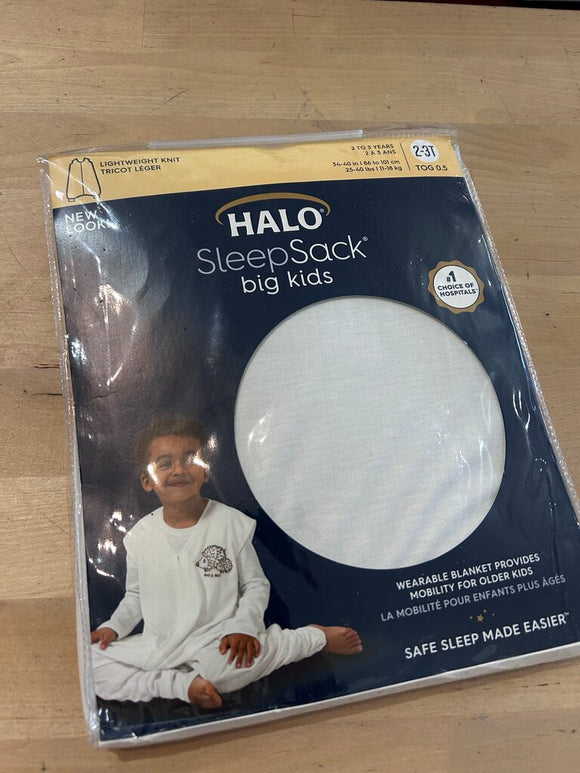 LIGHTWEIGHT KNIT
TRICOT LÉGER
2 TO 3 YEARS
2 À 3 ANS
34-40 in | 86 to 101 cm
25-40 lbs | 11-18 kg
2-3T
TOG 0.5
NEW
LOOK!
HALO®
SleepSack®
big kids
#1
CHOICE OF
HOSPITALS
WEARABLE BLANKET PROVIDES
MOBILITY FOR OLDER KIDS
LA MOBILITÉ POUR ENFANTS PLUS ÂGÉS
SAFE SLEEP MADE EASIER™